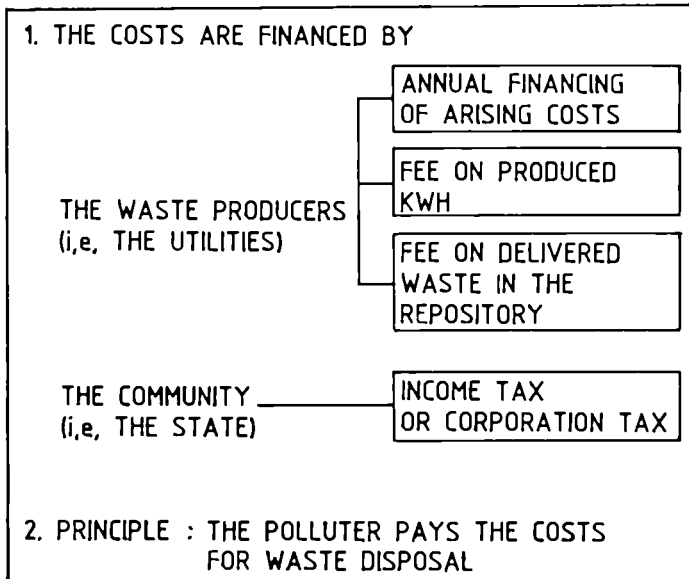 1. THE COSTS ARE FINANCED BY
ANNUAL FINANCING
OF ARISING COSTS
FEE ON PRODUCED
KWH
THE WASTE PRODUCERS
(i,e, THE UTILITIES)
FEE ON DELIVERED
WASTE IN THE
REPOSITORY
THE COMMUNITY
(i,e, THE STATE)
INCOME TAX
OR CORPORATION TAX
2. PRINCIPLE : THE POLLUTER PAYS THE COSTS
FOR WASTE DISPOSAL